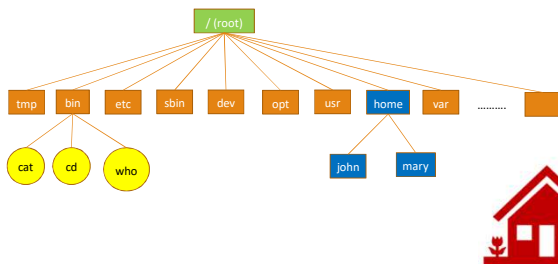 / (root)
tmp bin etc sbin dev opt usr home var ..........
cat cd who john mary